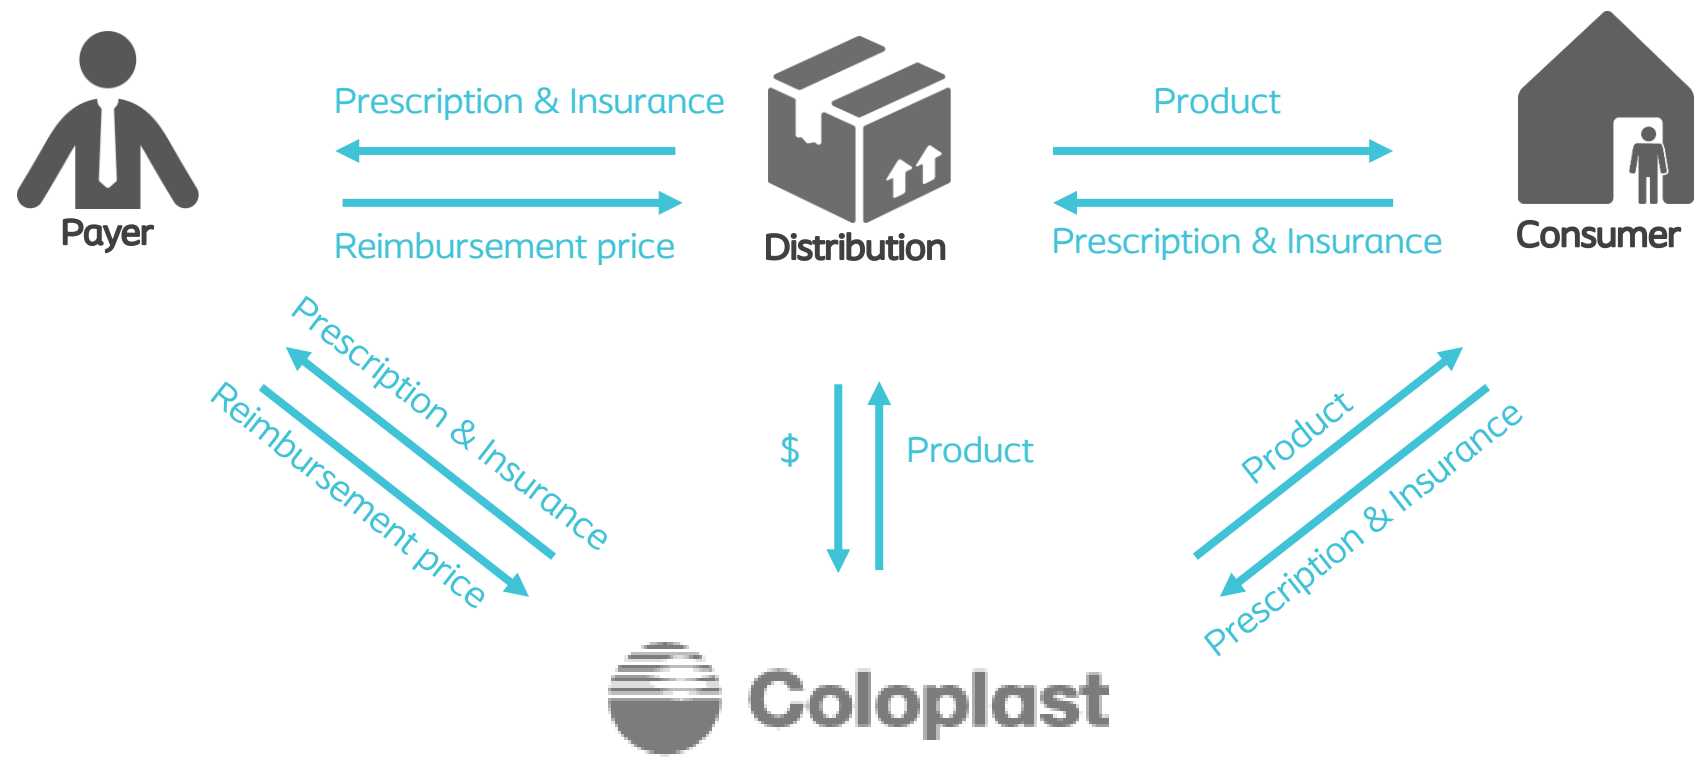 Prescription & Insurance
Product
Payer
Reimbursement price
Distribution
Prescription & Insurance
Consumer
Prescription & Insurance
Reimbursement price
$
Product
Product
Prescription & Insurance
Coloplast